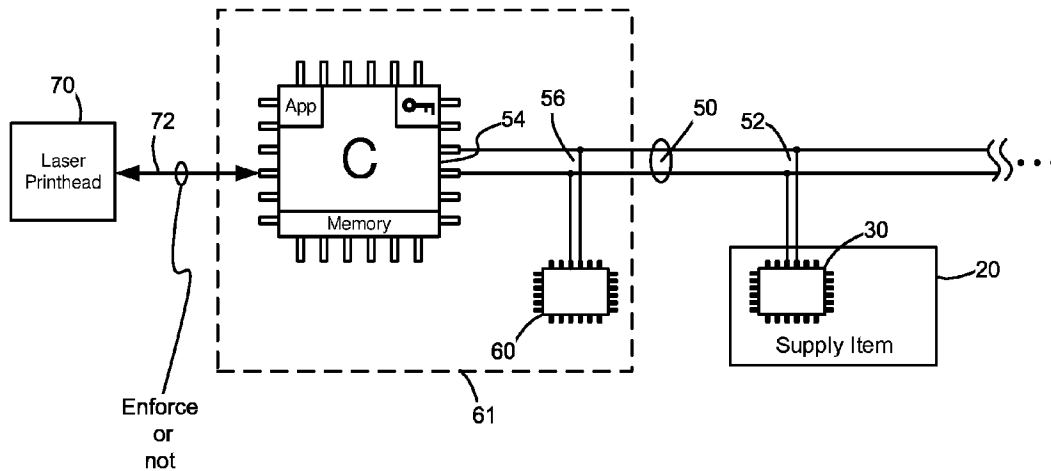 70
72
Laser
Printhead
App
C
Memory
54
56
50
52
30
20
60
Supply Item
61
Enforce
or
not